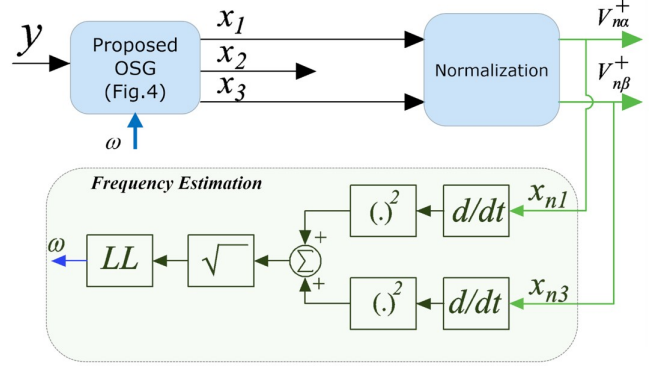 y
Proposed
OSG
(Fig.4)
x1
x2
x3
Normalization
V+nα
V+nβ
ω
Frequency Estimation
(.)2
d/dt
xn1
ω
LL
√
Σ
+
+
(.)2
d/dt
xn3